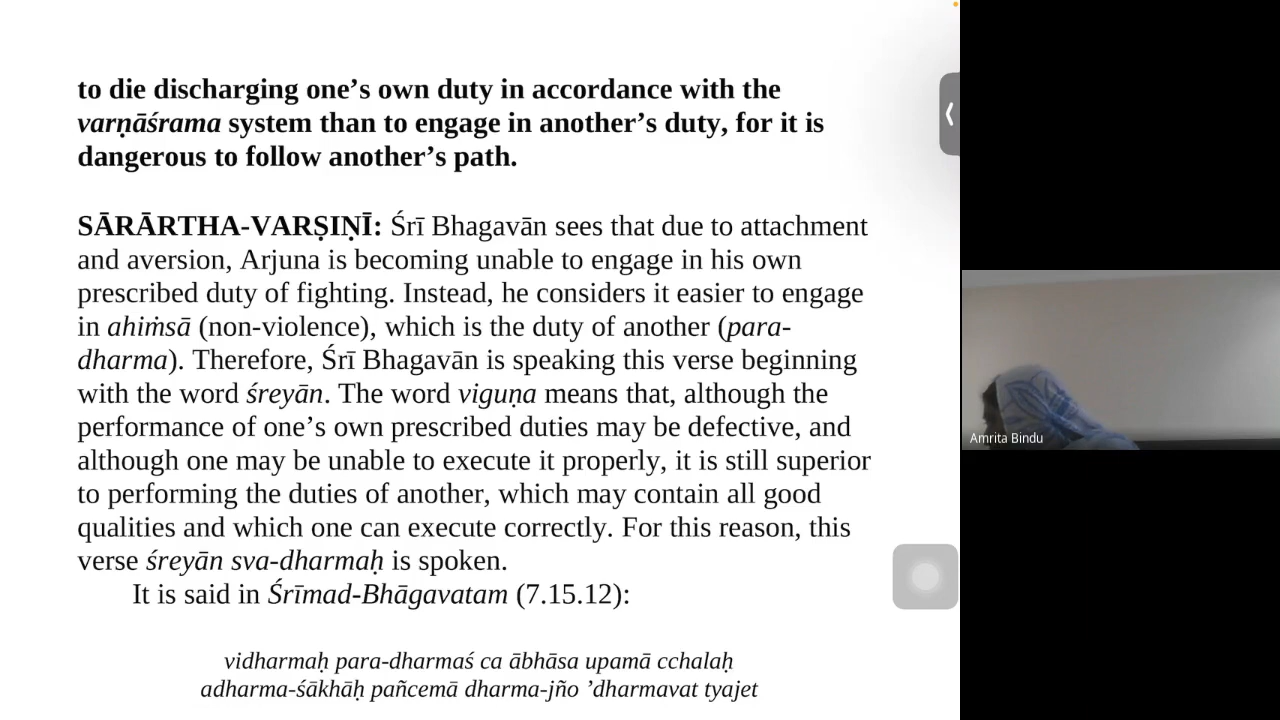 to die discharging one’s own duty in accordance with the
varṇāśrama system than to engage in another’s duty, for it is
dangerous to follow another’s path.
SĀRĀRTHA-VARṢIṆĪ: Śrī Bhagavān sees that due to attachment
and aversion, Arjuna is becoming unable to engage in his own
prescribed duty of fighting. Instead, he considers it easier to engage
in ahiṁsā (non-violence), which is the duty of another (para-
dharma). Therefore, Śrī Bhagavān is speaking this verse beginning
with the word śreyān. The word viguṇa means that, although the
performance of one’s own prescribed duties may be defective, and
although one may be unable to execute it properly, it is still superior
to performing the duties of another, which may contain all good
qualities and which one can execute correctly. For this reason, this
verse śreyān sva-dharmaḥ is spoken.
It is said in Śrīmad-Bhāgavatam (7.15.12):
vidharmaḥ para-dharmaś ca ābhāsa upamā cchalaḥ
adharma-śākhāḥ pañcemā dharma-jño ’dharmavat tyajet
Amrita Bindu